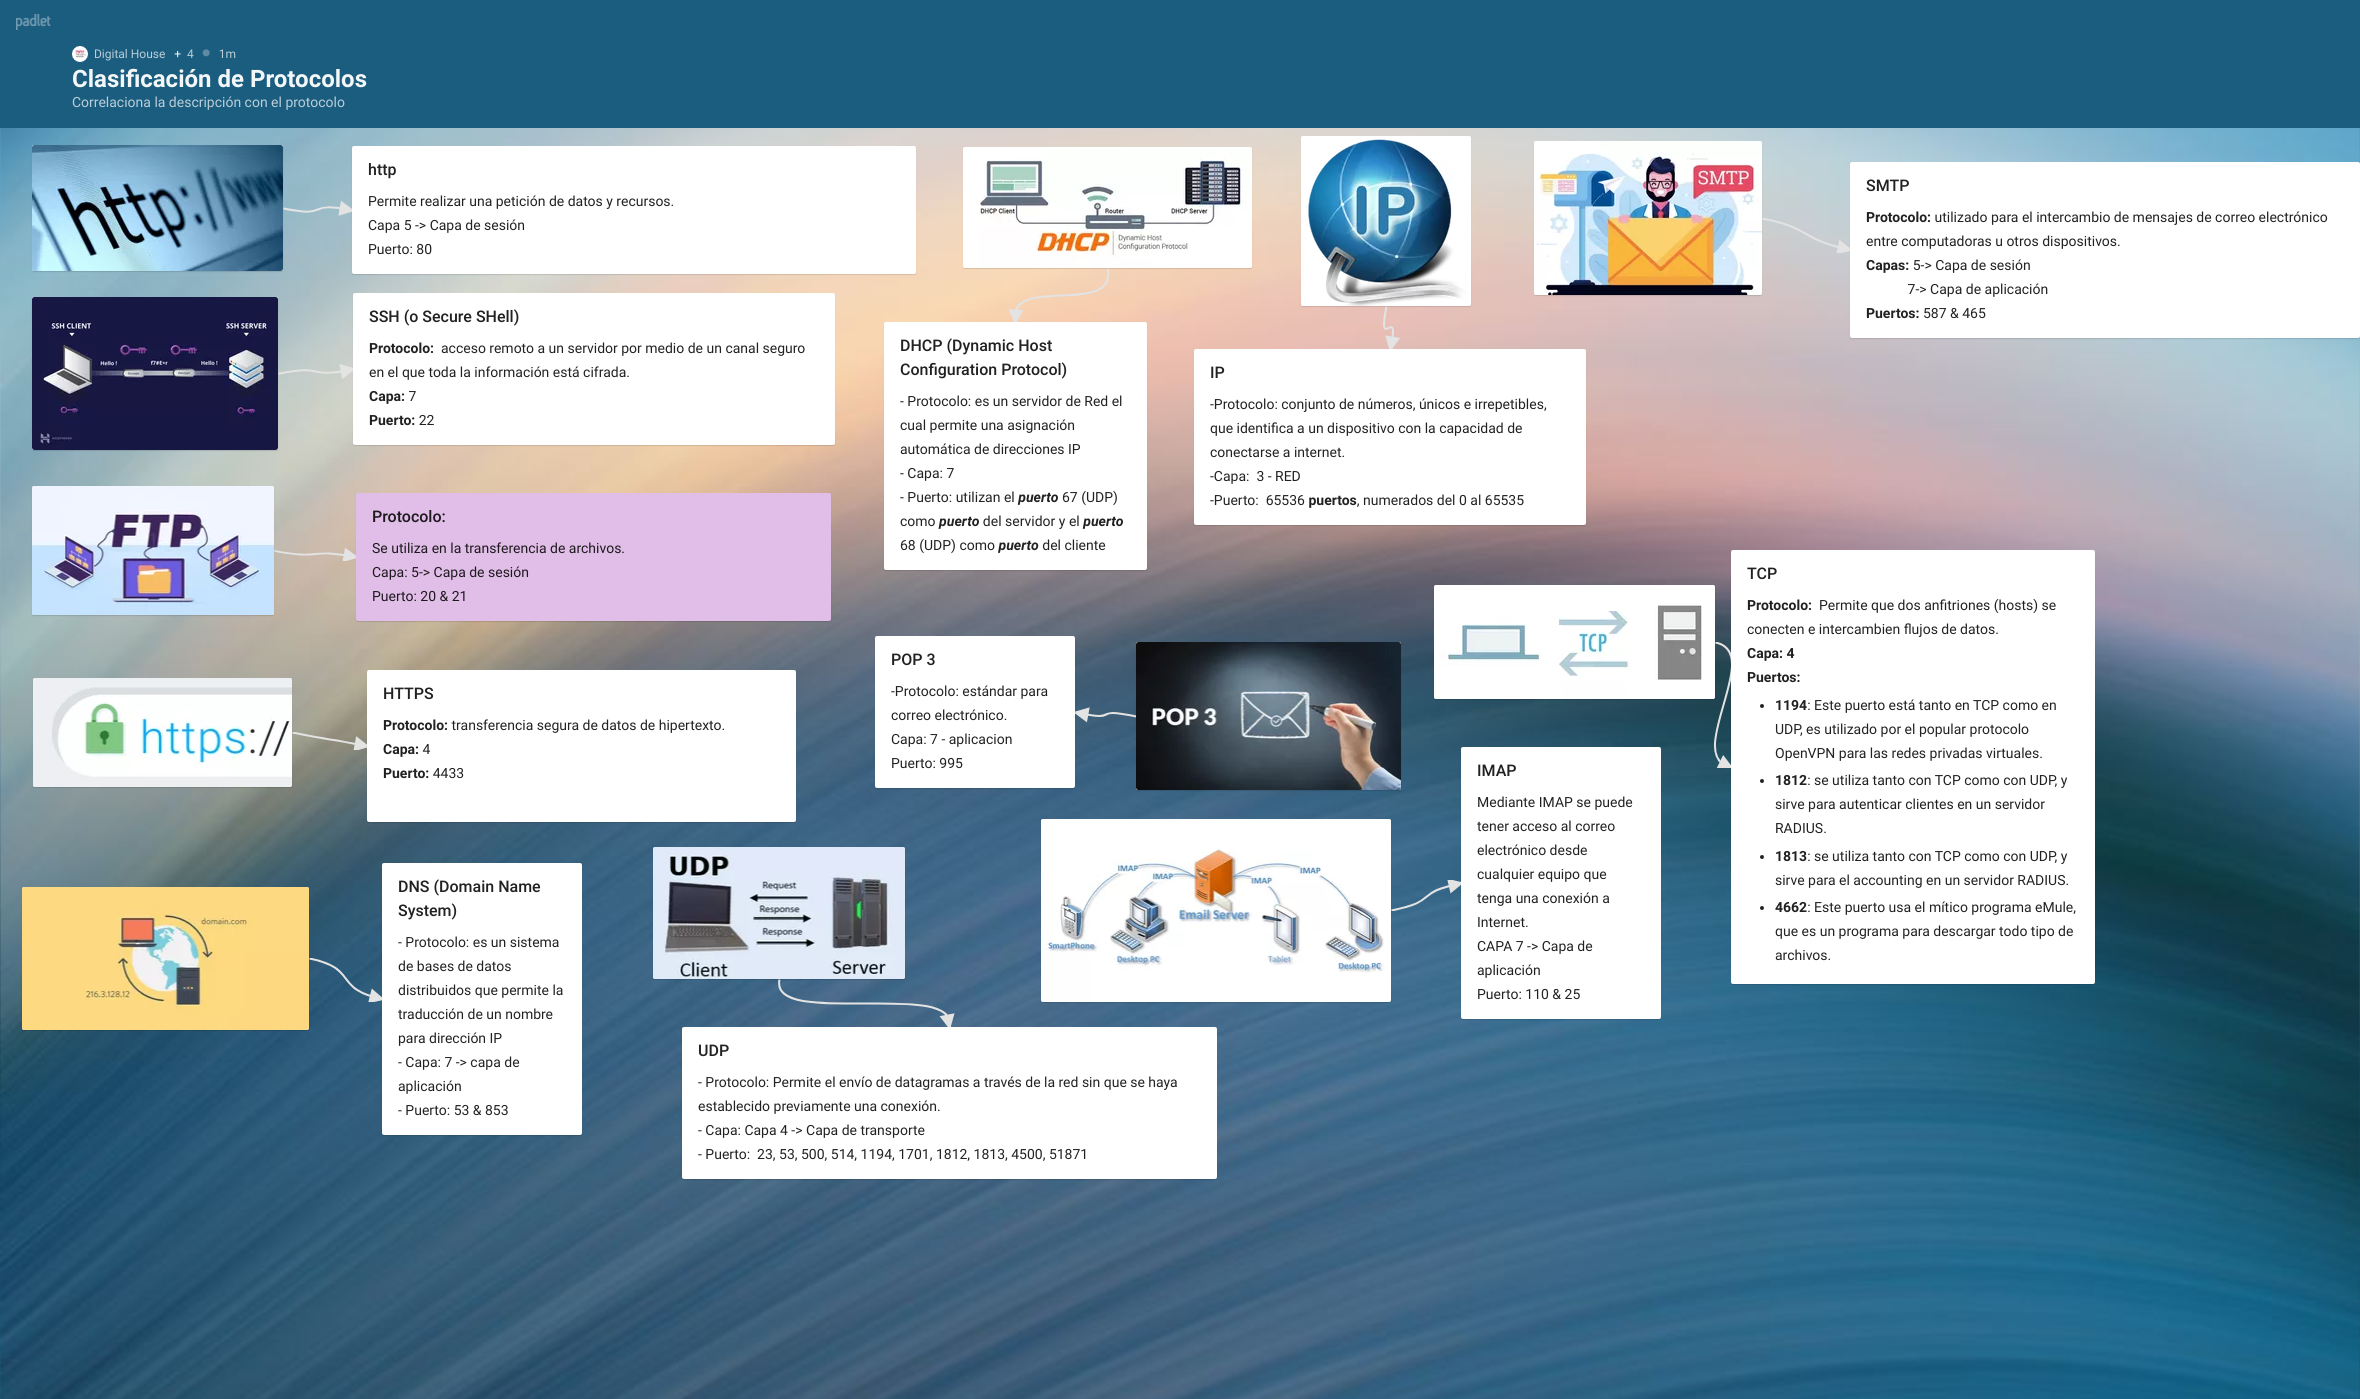 padlet
Digital House + 4 1m
Clasificación de Protocolos
Correlaciona la descripción con el protocolo
http://www
http
Permite realizar una petición de datos y recursos.
Capa 5 -> Capa de sesión
Puerto: 80
SSH CLIENT
SSH SERVER
Hello !
f7#E+r
Hello !
SSH (o Secure SHell)
Protocolo: acceso remoto a un servidor por medio de un canal seguro
en el que toda la información está cifrada.
Capa: 7
Puerto: 22
FTP
Protocolo:
Se utiliza en la transferencia de archivos.
Capa: 5-> Capa de sesión
Puerto: 20 & 21
https://
HTTPS
Protocolo: transferencia segura de datos de hipertexto.
Capa: 4
Puerto: 4433
domain.com
216.3.128.12
DNS (Domain Name
System)
- Protocolo: es un sistema
de bases de datos
distribuidos que permite la
traducción de un nombre
para dirección IP
- Capa: 7 -> capa de
aplicación
- Puerto: 53 & 853
DHCP Client
Router
DHCP Server
DHCP
Dynamic Host
Configuration Protocol
DHCP (Dynamic Host
Configuration Protocol)
- Protocolo: es un servidor de Red el
cual permite una asignación
automática de direcciones IP
- Capa: 7
- Puerto: utilizan el puerto 67 (UDP)
como puerto del servidor y el puerto
68 (UDP) como puerto del cliente
IP
IP
-Protocolo: conjunto de números, únicos e irrepetibles,
que identifica a un dispositivo con la capacidad de
conectarse a internet.
-Capa: 3 - RED
-Puerto: 65536 puertos, numerados del 0 al 65535
SMTP
SMTP
Protocolo: utilizado para el intercambio de mensajes de correo electrónico
entre computadoras u otros dispositivos.
Capas: 5-> Capa de sesión
7-> Capa de aplicación
Puertos: 587 & 465
POP 3
-Protocolo: estándar para
correo electrónico.
Capa: 7 - aplicacion
Puerto: 995
POP 3
TCP
TCP
Protocolo: Permite que dos anfitriones (hosts) se
conecten e intercambien flujos de datos.
Capa: 4
Puertos:
• 1194: Este puerto está tanto en TCP como en
UDP, es utilizado por el popular protocolo
OpenVPN para las redes privadas virtuales.
• 1812: se utiliza tanto con TCP como con UDP, y
sirve para autenticar clientes en un servidor
RADIUS.
• 1813: se utiliza tanto con TCP como con UDP, y
sirve para el accounting en un servidor RADIUS.
• 4662: Este puerto usa el mítico programa eMule,
que es un programa para descargar todo tipo de
archivos.
UDP
Request
Response
Response
Client
Server
UDP
- Protocolo: Permite el envío de datagramas a través de la red sin que se haya
establecido previamente una conexión.
- Capa: Capa 4 -> Capa de transporte
- Puerto: 23, 53, 500, 514, 1194, 1701, 1812, 1813, 4500, 51871
IMAP
IMAP
IMAP
IMAP
Email Server
SmartPhone
Desktop PC
Tablet
Desktop PC
IMAP
Mediante IMAP se puede
tener acceso al correo
electrónico desde
cualquier equipo que
tenga una conexión a
Internet.
CAPA 7 -> Capa de
aplicación
Puerto: 110 & 25